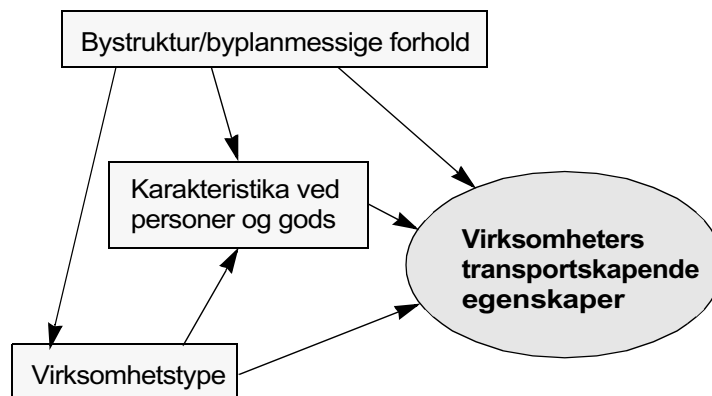 Bystruktur/byplanmessige forhold
Karakteristika ved
personer og gods
Virksomheters
transportskapende
egenskaper
Virksomhetstype